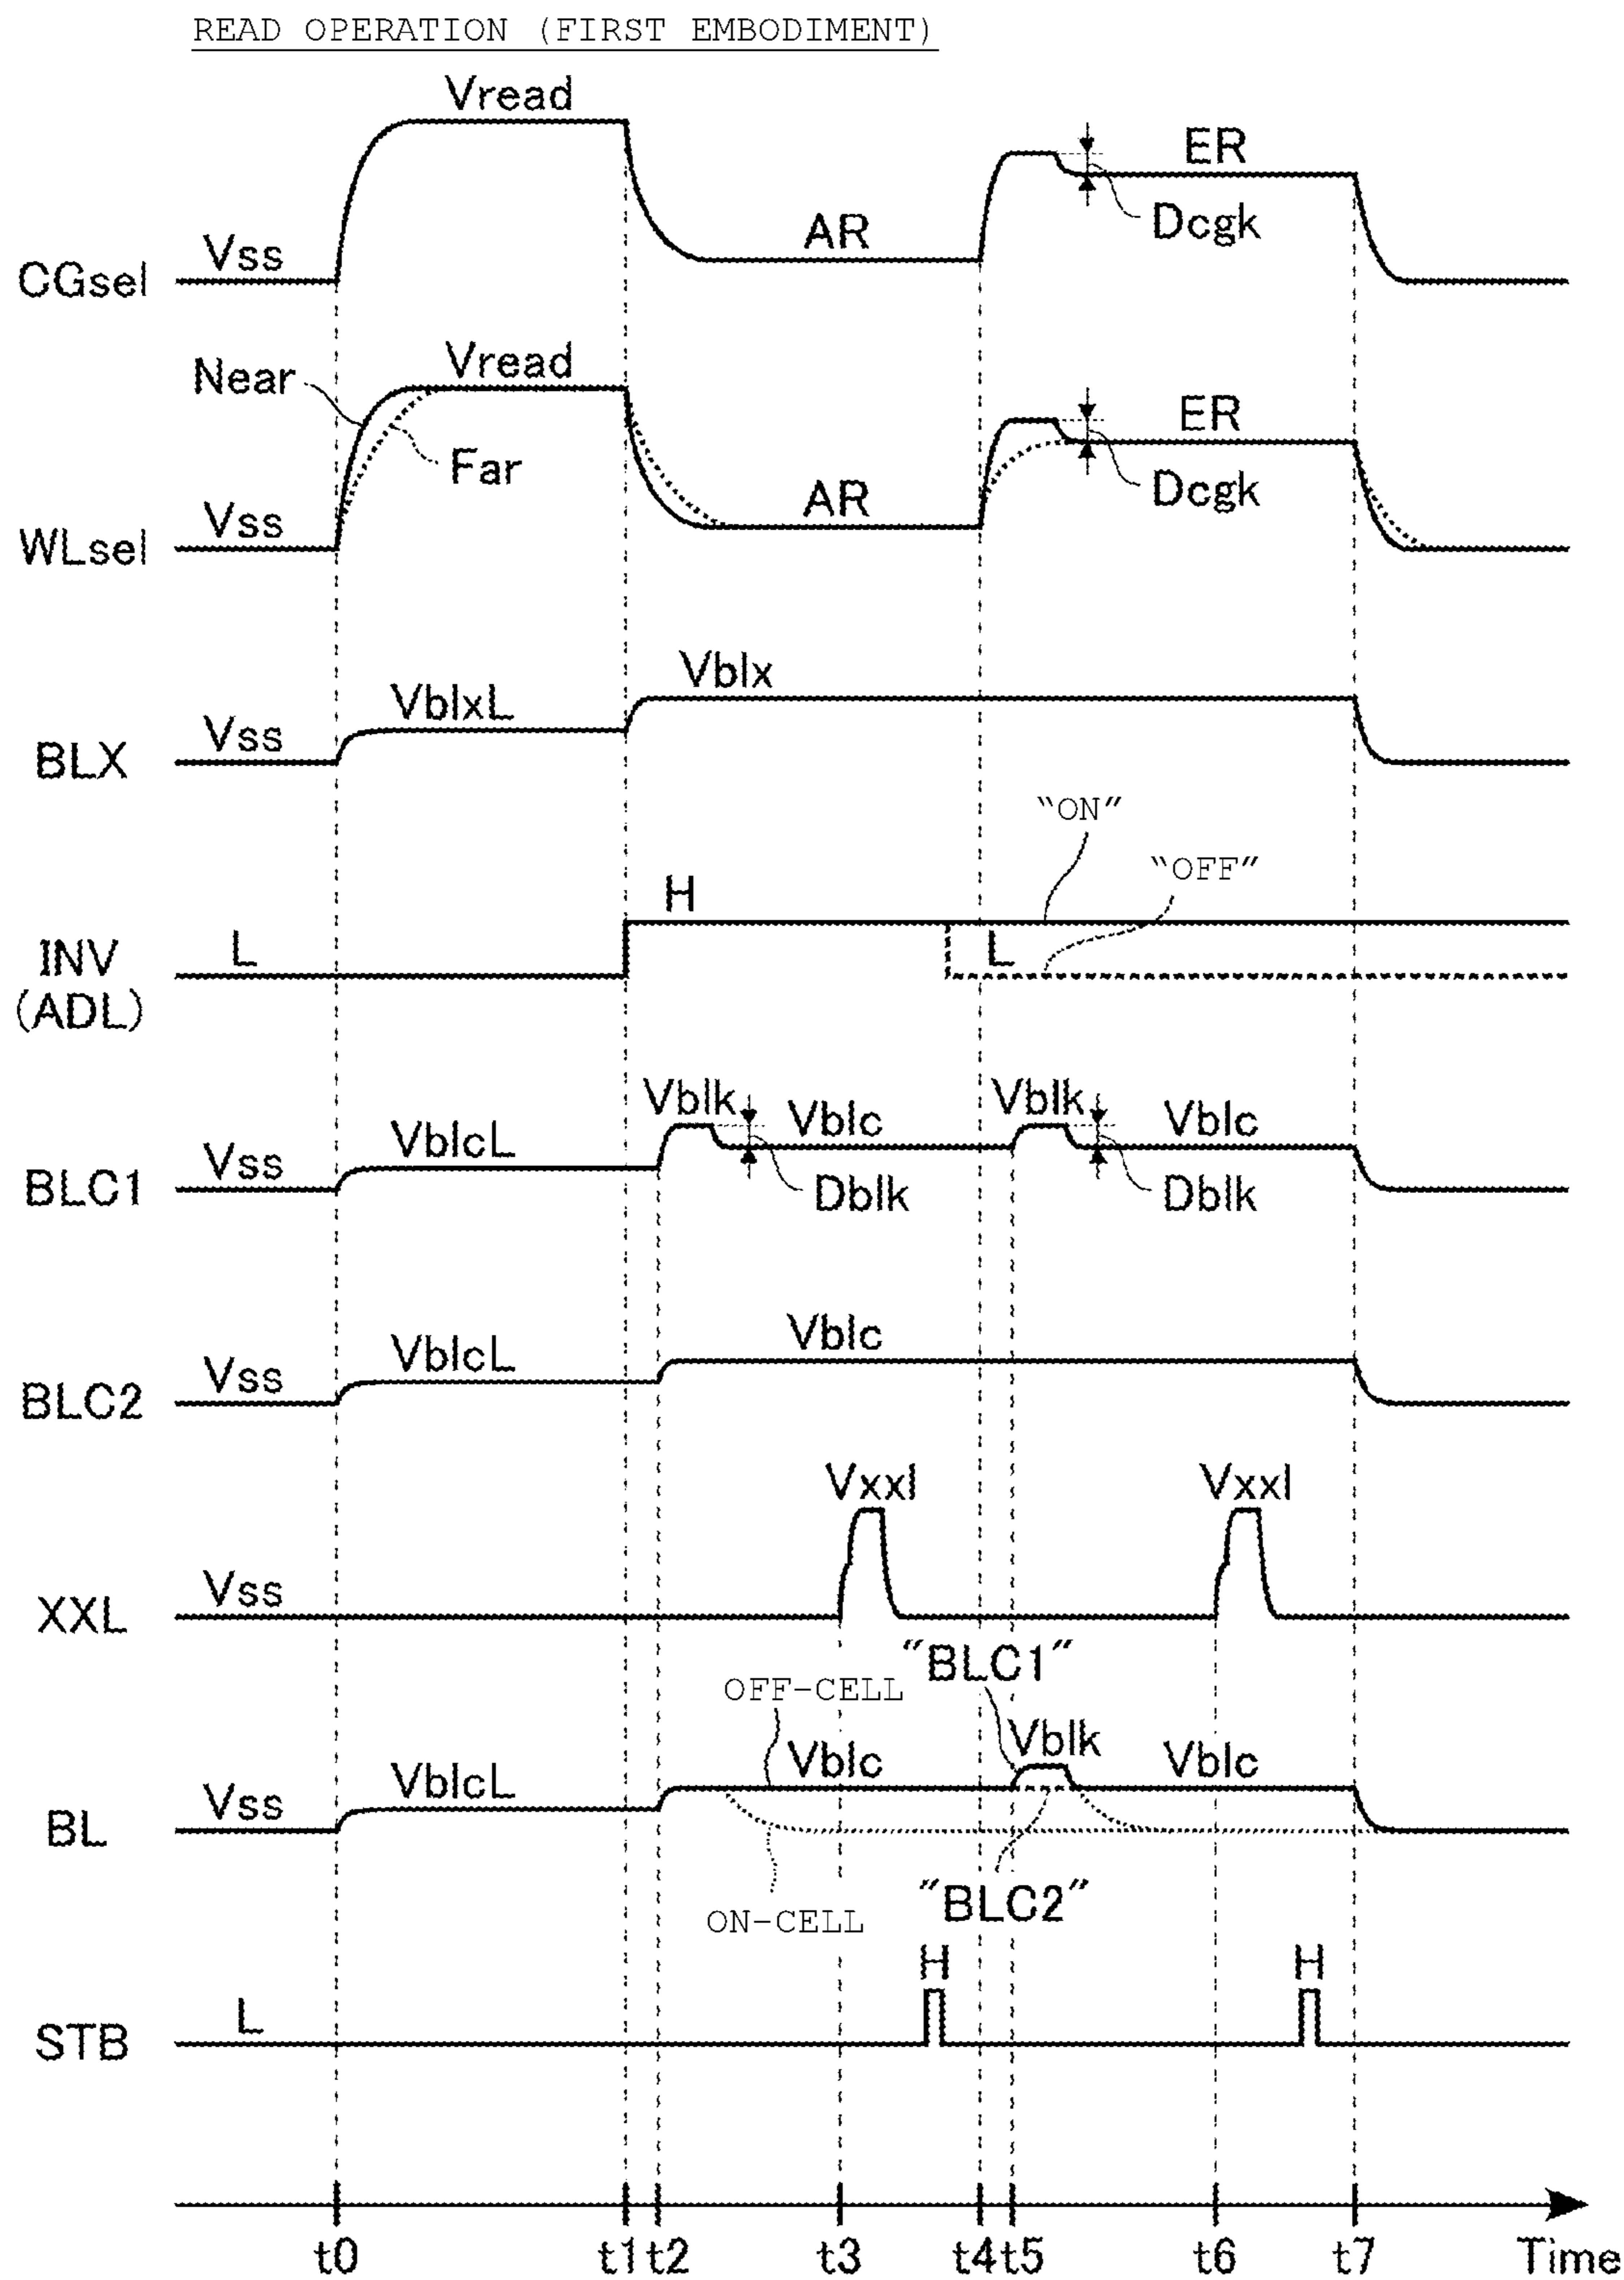 READ OPERATION (FIRST EMBODIMENT)
Vread
ER
AR
Dcgk
Vss
CGsel
Vread
Near
ER
Far
AR
Dcgk
Vss
WLsel
Vblx
VblxL
Vss
BLX
"ON"
"OFF"
H
L
L
INV
(ADL)
Vblk
Vblc
Vblk
Vblc
VblcL
Vss
BLC1
Dblk
Dblk
Vblc
VblcL
Vss
BLC2
Vxxl
Vxxl
Vss
XXL
"BLC1"
OFF-CELL
Vblk
Vblc
Vblc
VblcL
Vss
BL
"BLC2"
ON-CELL
H
H
L
STB
t0 t1 t2 t3 t4 t5 t6 t7 Time